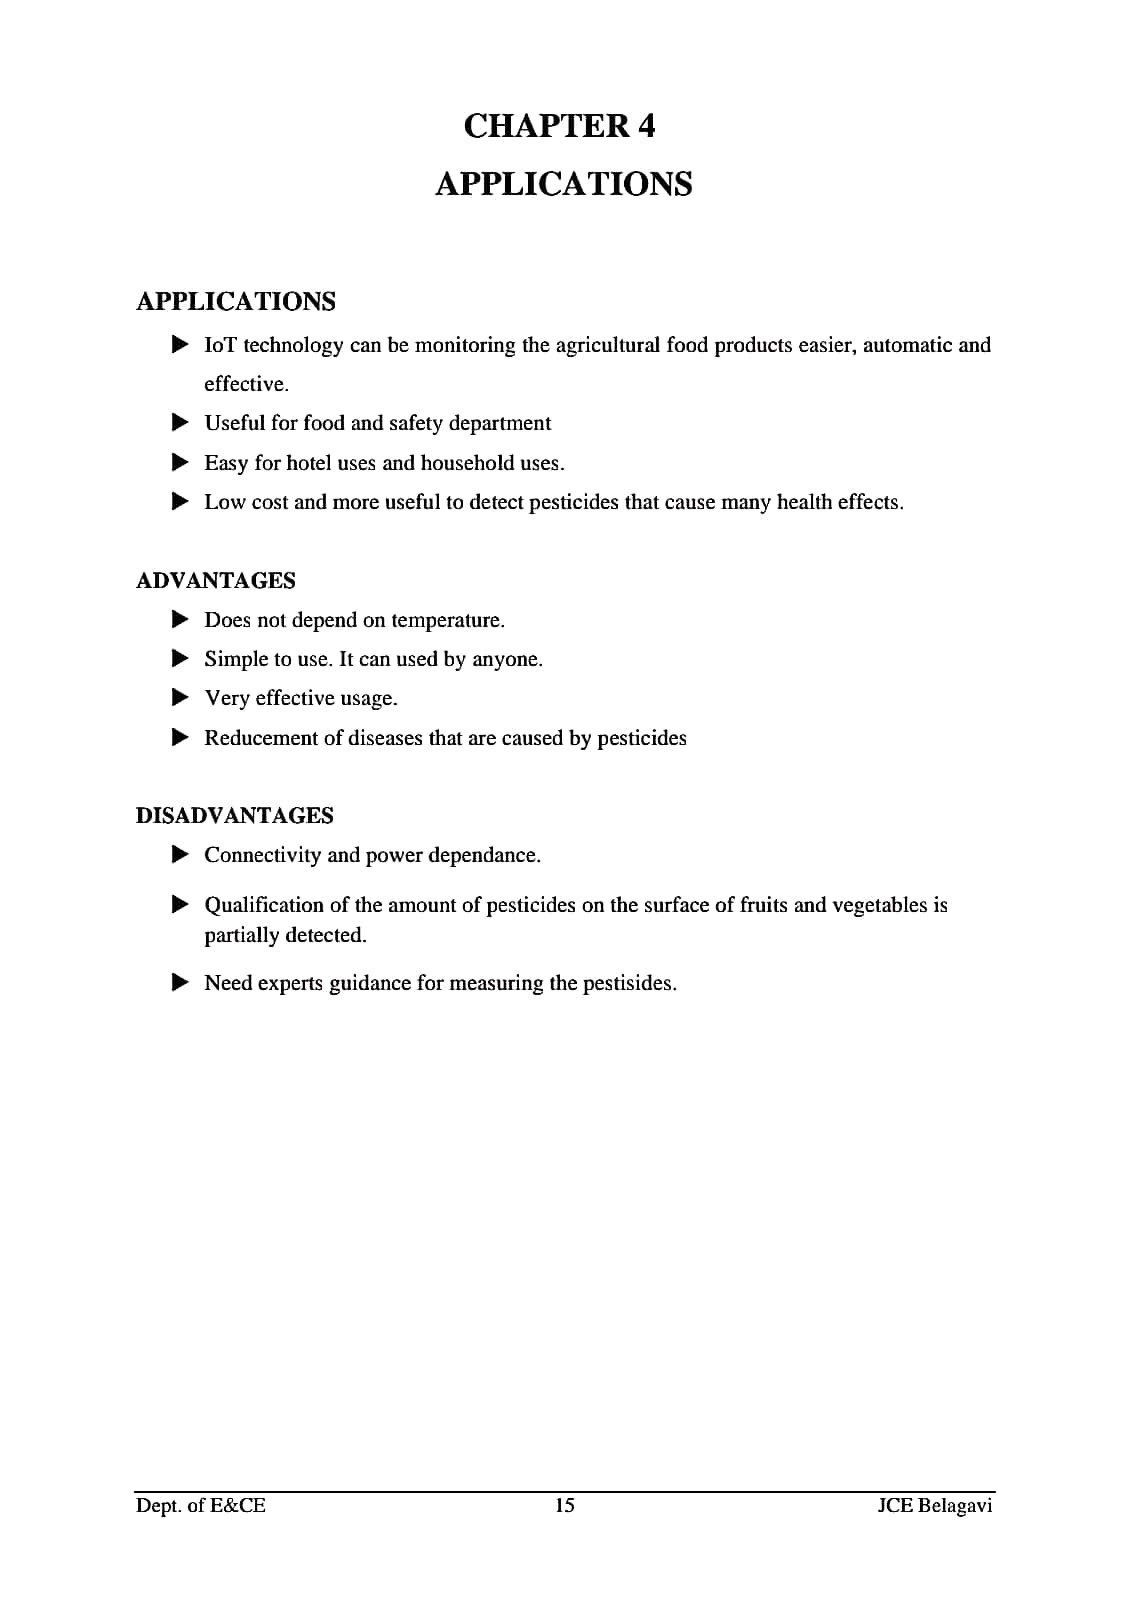 CHAPTER 4
APPLICATIONS
APPLICATIONS
▶ IoT technology can be monitoring the agricultural food products easier, automatic and
effective.
▶ Useful for food and safety department
▶ Easy for hotel uses and household uses.
▶ Low cost and more useful to detect pesticides that cause many health effects.
ADVANTAGES
▶ Does not depend on temperature.
▶ Simple to use. It can used by anyone.
▶ Very effective usage.
▶ Reducement of diseases that are caused by pesticides
DISADVANTAGES
▶ Connectivity and power dependance.
▶ Qualification of the amount of pesticides on the surface of fruits and vegetables is
partially detected.
▶ Need experts guidance for measuring the pestisides.
Dept. of E&CE 15 JCE Belagavi